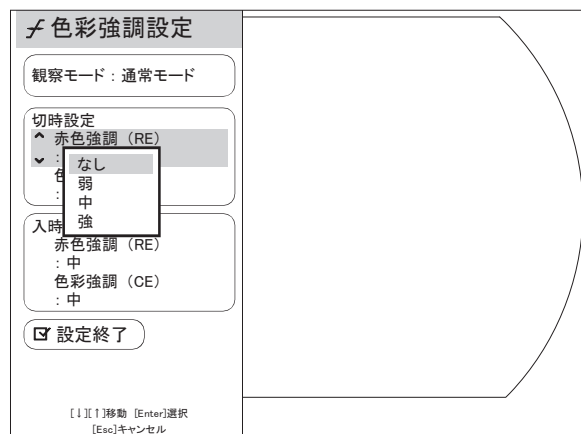 色彩強調設定
観察モード：通常モード
切時設定
赤色強調（RE）
：
なし
弱
中
強
：
入時
赤色強調（RE）
：中
色彩強調（CE）
：中
設定終了
[↓][↑]移動 [Enter]選択
[Esc]キャンセル